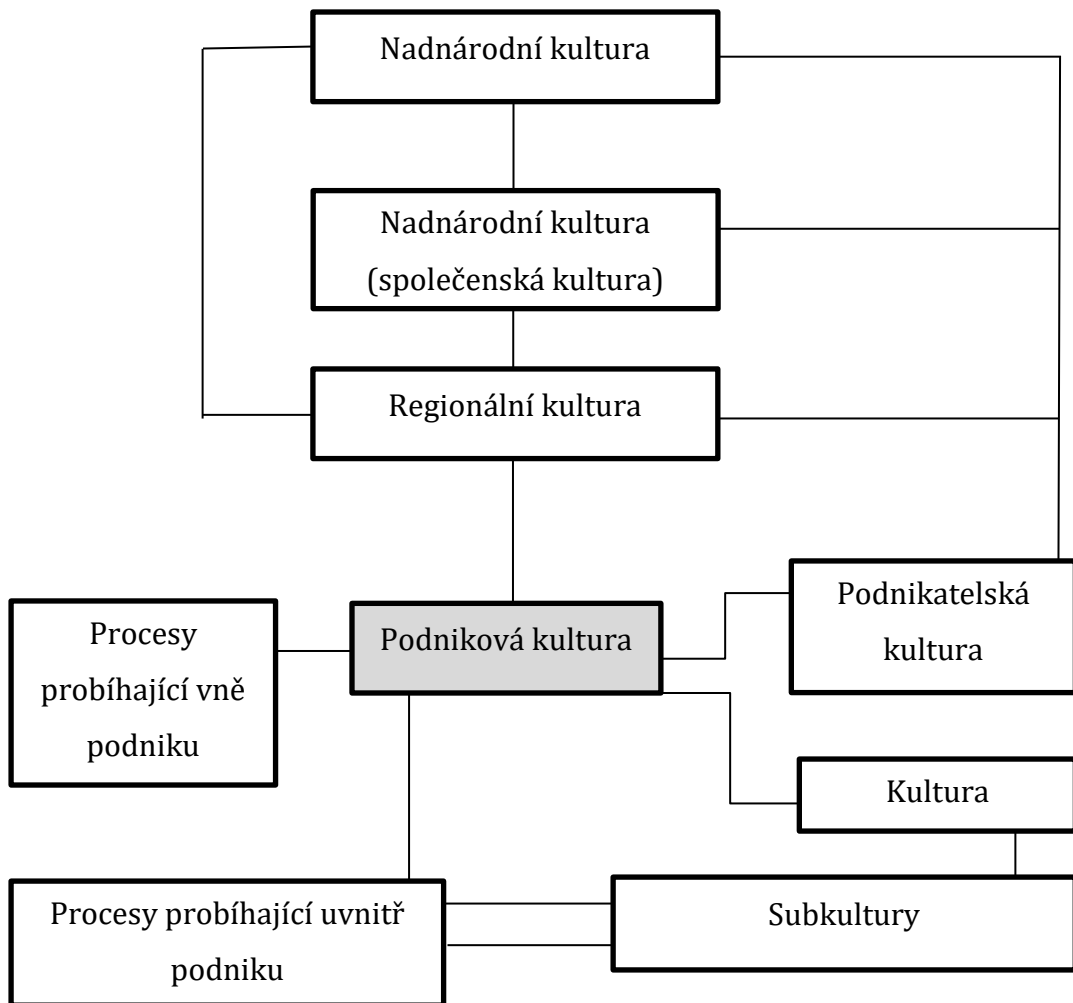 Nadnárodní kultura
Nadnárodní kultura
(společenská kultura)
Regionální kultura
Podnikatelská
kultura
Procesy
probíhající vně
podniku
Podniková kultura
Kultura
Procesy probíhající uvnitř
podniku
Subkultury